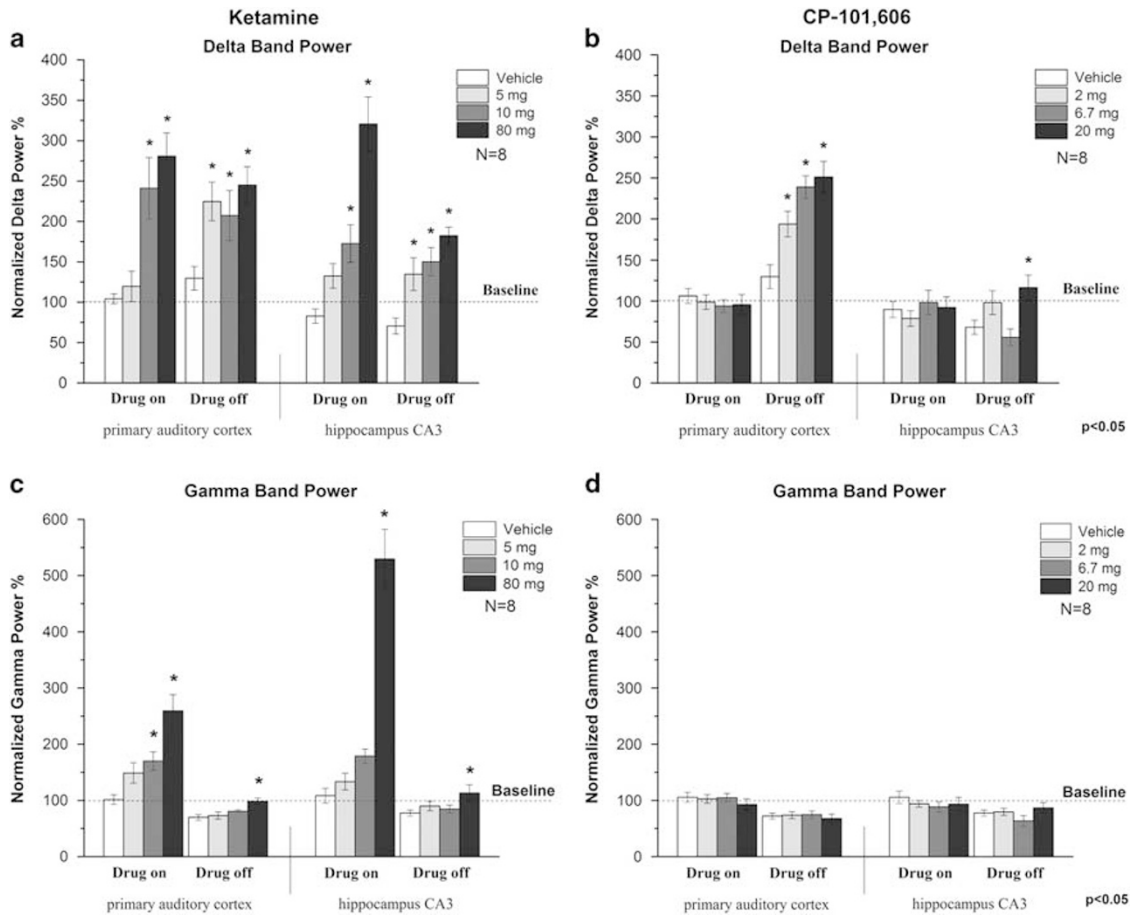 Ketamine
CP-101,606
a
Delta Band Power
Normalized Delta Power %
400
350
300
250
200
150
100
50
0
* * * * * * * * * *
Vehicle
5 mg
10 mg
80 mg
N=8
Baseline
Drug on Drug off Drug on Drug off
primary auditory cortex hippocampus CA3
b
Delta Band Power
Normalized Delta Power %
400
350
300
250
200
150
100
50
0
* * * *
Vehicle
2 mg
6.7 mg
20 mg
N=8
Baseline
Drug on Drug off Drug on Drug off
primary auditory cortex hippocampus CA3
p<0.05
c
Gamma Band Power
Normalized Gamma Power %
600
500
400
300
200
100
0
* * * * *
Vehicle
5 mg
10 mg
80 mg
N=8
Baseline
Drug on Drug off Drug on Drug off
primary auditory cortex hippocampus CA3
d
Gamma Band Power
Normalized Gamma Power %
600
500
400
300
200
100
0
Vehicle
2 mg
6.7 mg
20 mg
N=8
Baseline
Drug on Drug off Drug on Drug off
primary auditory cortex hippocampus CA3
p<0.05